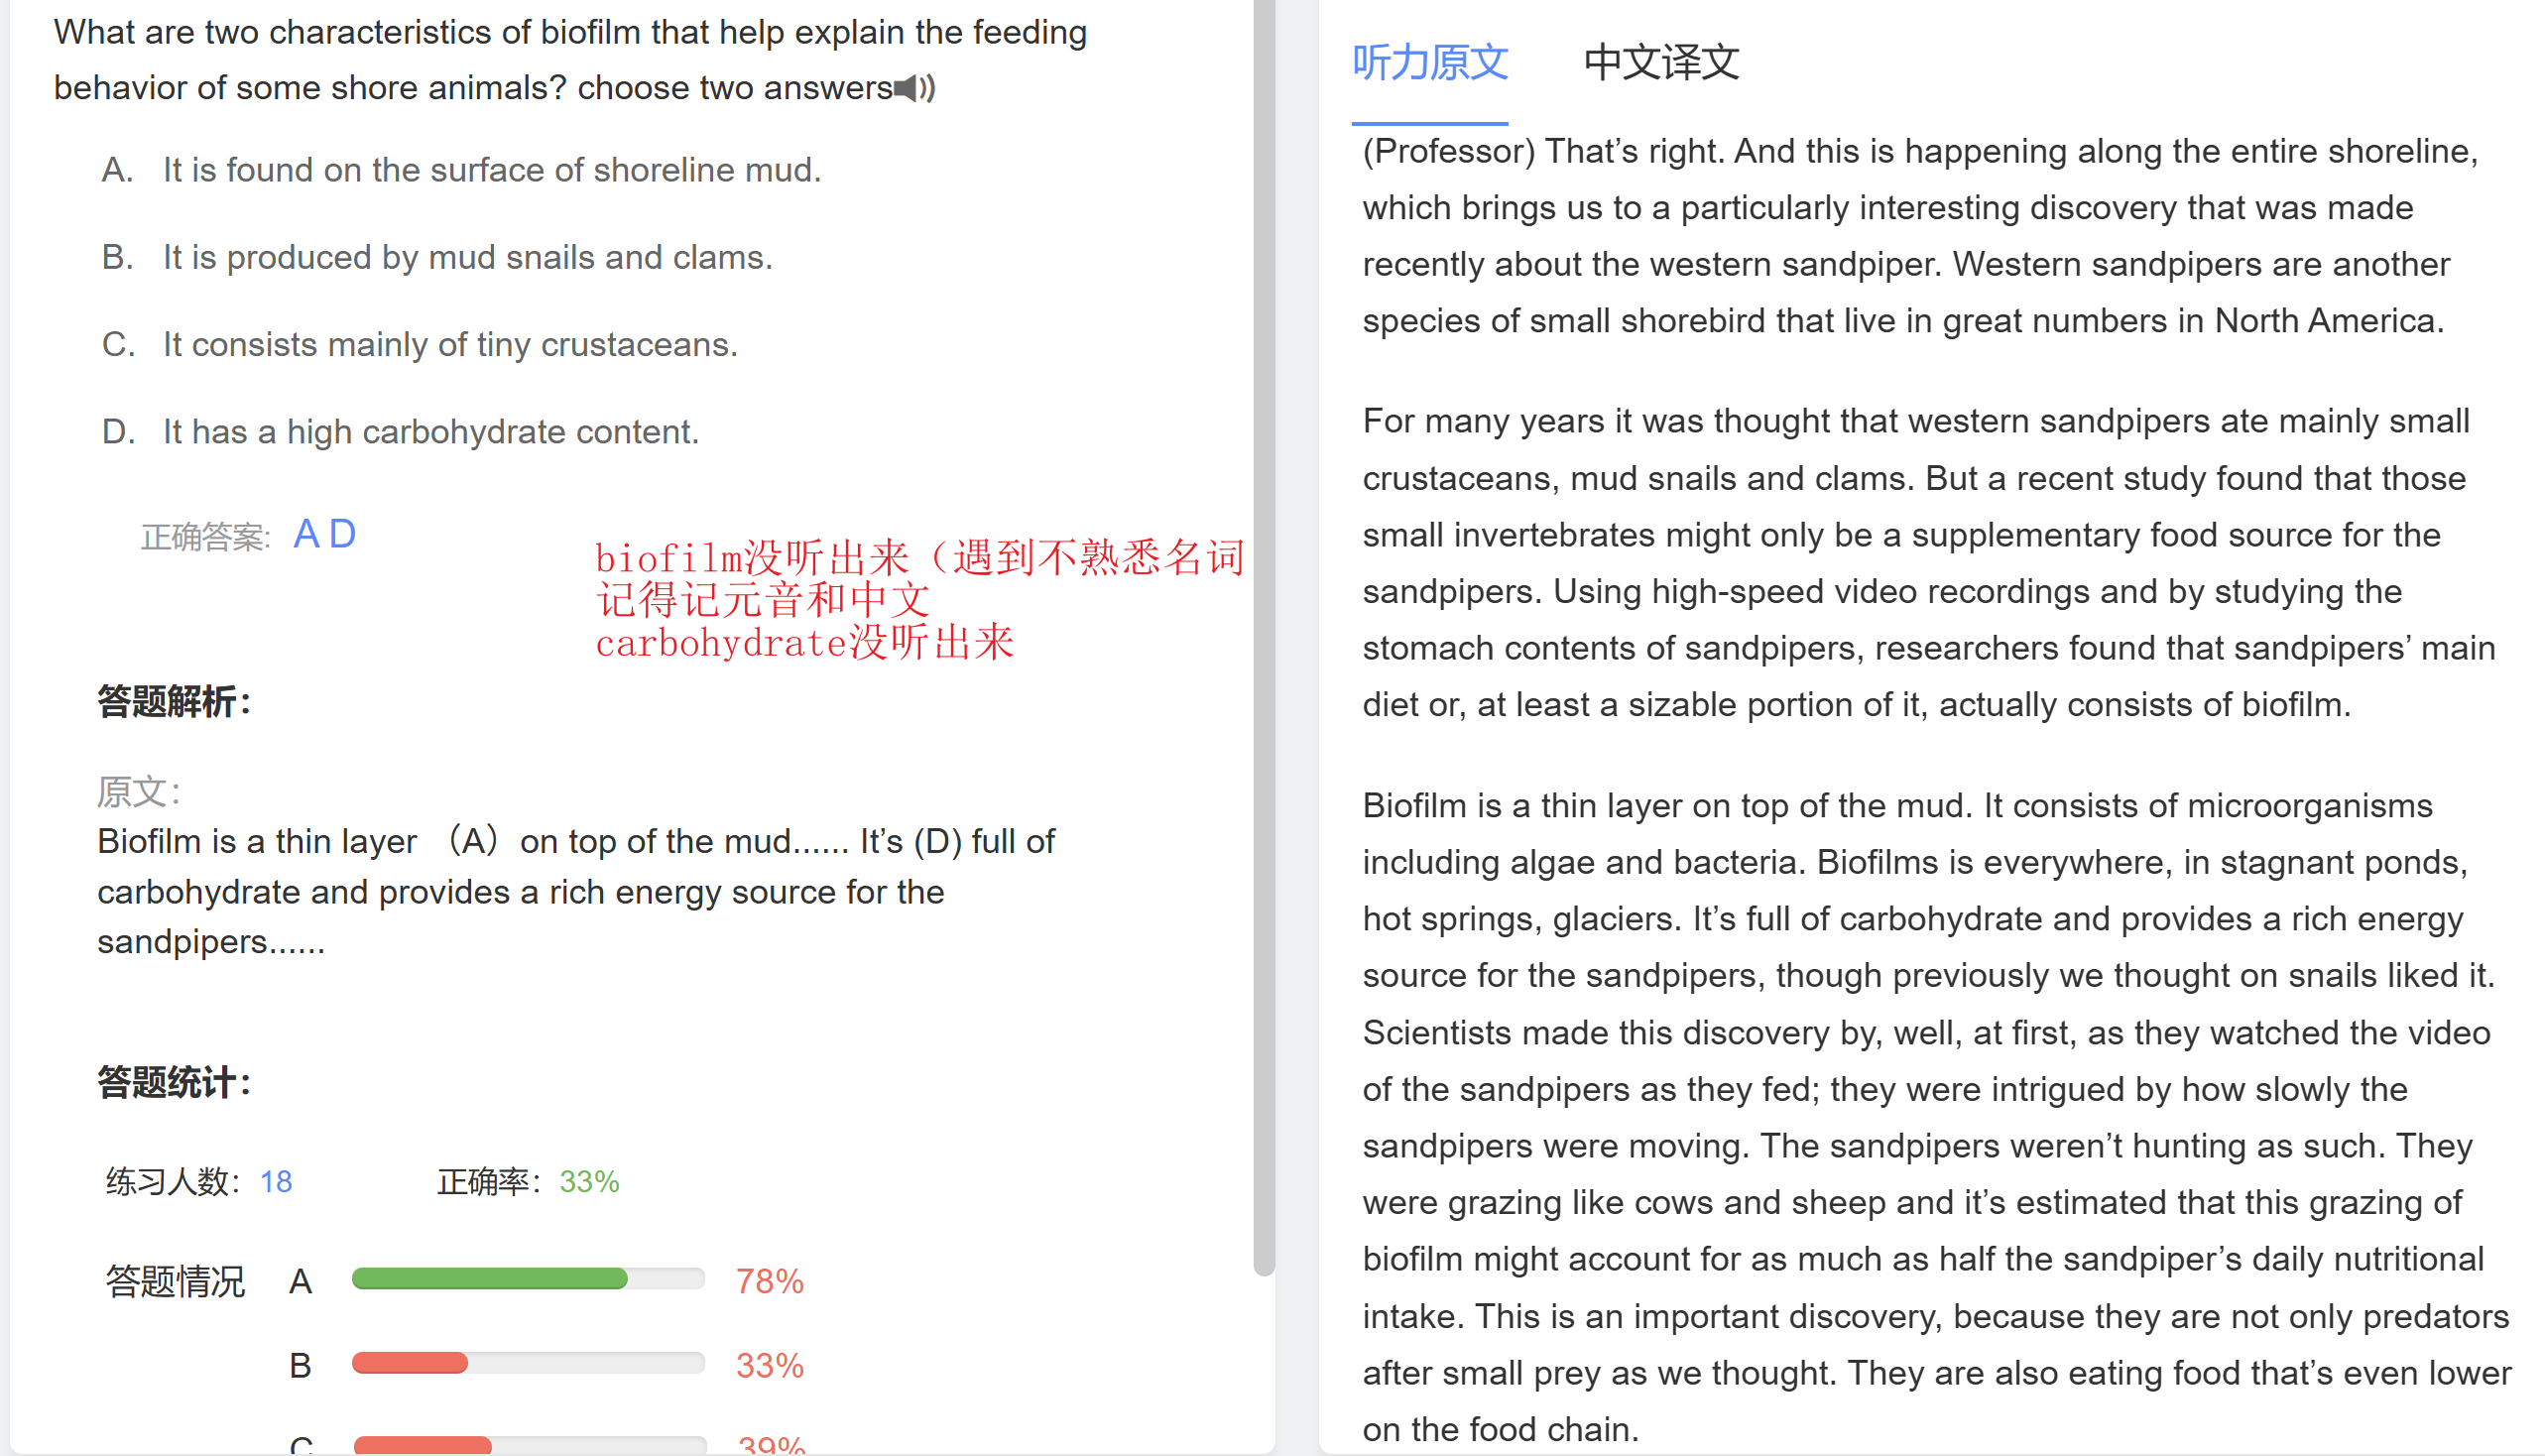 What are two characteristics of biofilm that help explain the feeding
behavior of some shore animals? choose two answers
A. It is found on the surface of shoreline mud.
B. It is produced by mud snails and clams.
C. It consists mainly of tiny crustaceans.
D. It has a high carbohydrate content.
正确答案: A D
biofilm没听出来（遇到不熟悉名词
记得记元音和中文
carbohydrate没听出来
答题解析：
原文：
Biofilm is a thin layer （A）on top of the mud...... It’s (D) full of
carbohydrate and provides a rich energy source for the
sandpipers......
答题统计：
练习人数：18 正确率：33%
答题情况 A 78%
B 33%
C 39%
听力原文 中文译文
(Professor) That’s right. And this is happening along the entire shoreline,
which brings us to a particularly interesting discovery that was made
recently about the western sandpiper. Western sandpipers are another
species of small shorebird that live in great numbers in North America.
For many years it was thought that western sandpipers ate mainly small
crustaceans, mud snails and clams. But a recent study found that those
small invertebrates might only be a supplementary food source for the
sandpipers. Using high-speed video recordings and by studying the
stomach contents of sandpipers, researchers found that sandpipers’ main
diet or, at least a sizable portion of it, actually consists of biofilm.
Biofilm is a thin layer on top of the mud. It consists of microorganisms
including algae and bacteria. Biofilms is everywhere, in stagnant ponds,
hot springs, glaciers. It’s full of carbohydrate and provides a rich energy
source for the sandpipers, though previously we thought on snails liked it.
Scientists made this discovery by, well, at first, as they watched the video
of the sandpipers as they fed; they were intrigued by how slowly the
sandpipers were moving. The sandpipers weren’t hunting as such. They
were grazing like cows and sheep and it’s estimated that this grazing of
biofilm might account for as much as half the sandpiper’s daily nutritional
intake. This is an important discovery, because they are not only predators
after small prey as we thought. They are also eating food that’s even lower
on the food chain.